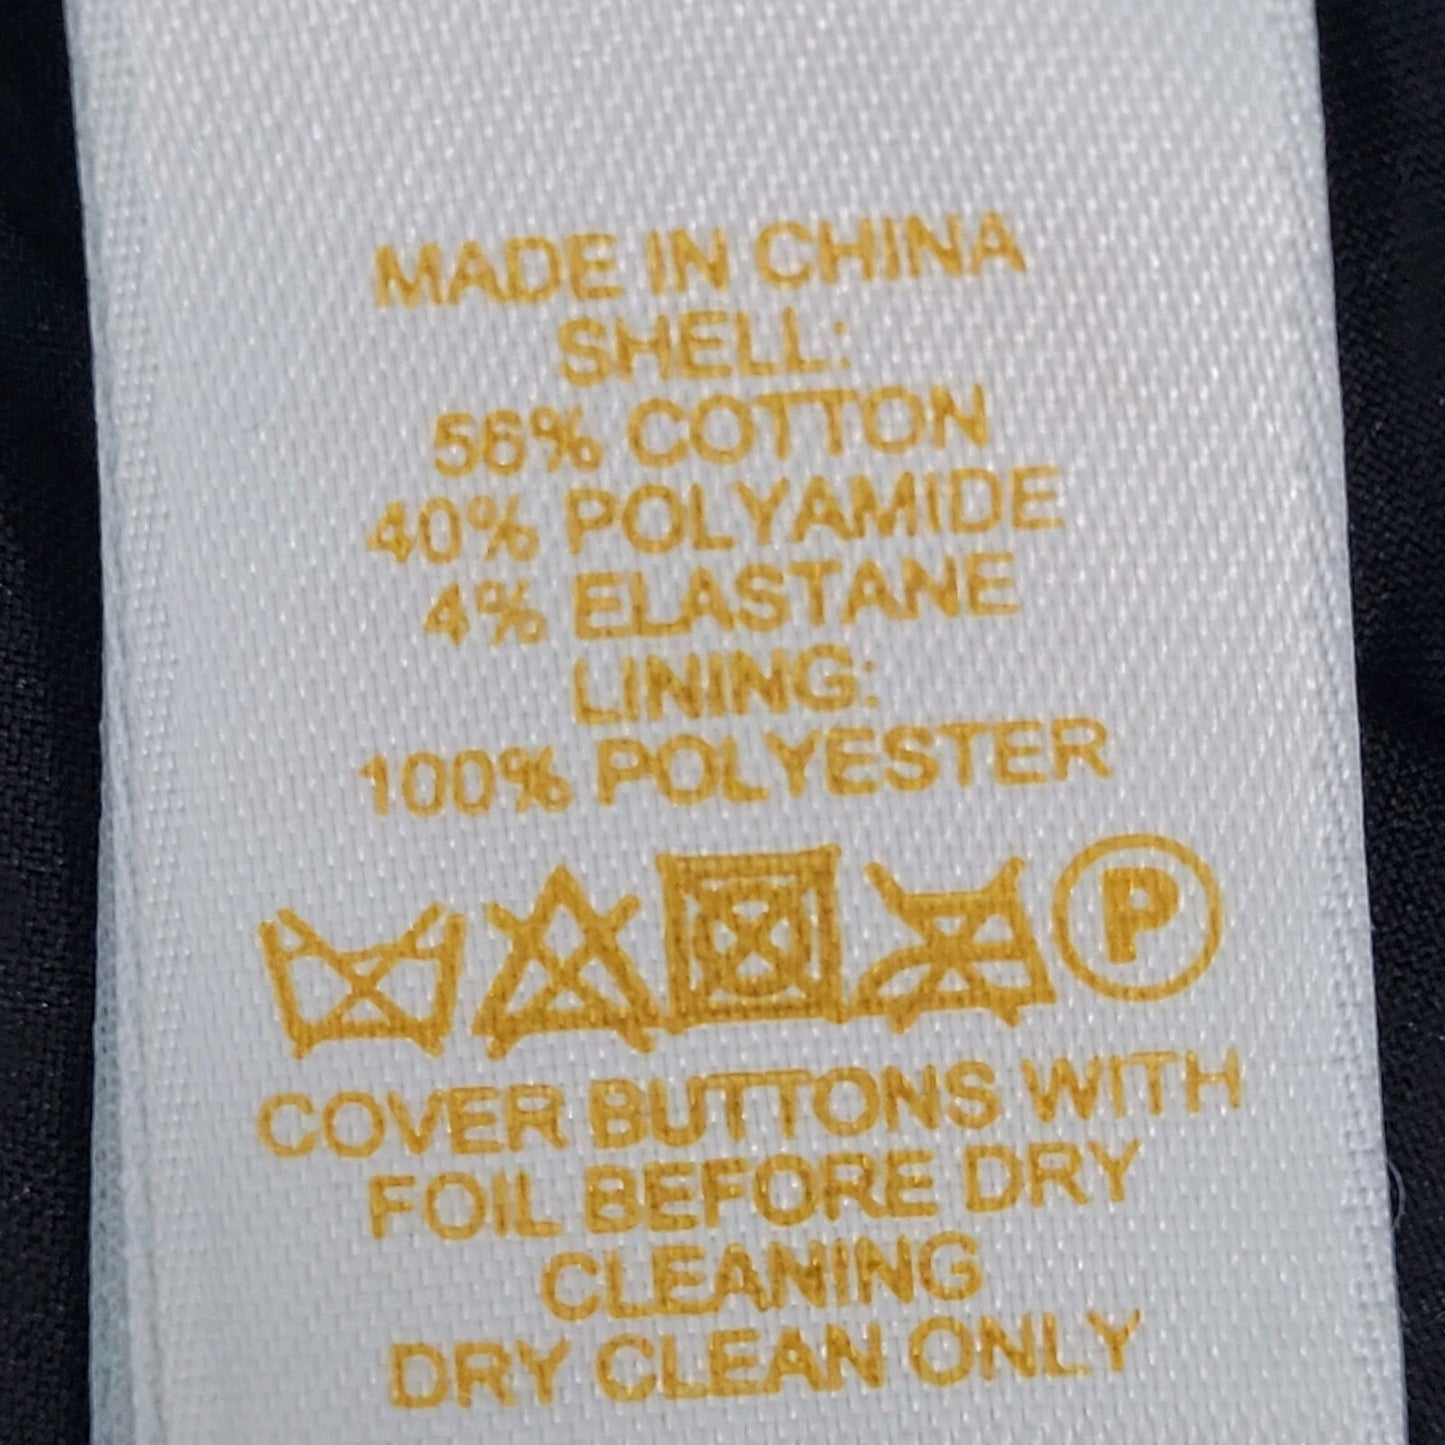 MADE IN CHINA
SHELL:
56% COTTON
40% POLYAMIDE
4% ELASTANE
LINING:
100% POLYESTER
P
COVER BUTTONS WITH
FOIL BEFORE DRY
CLEANING
DRY CLEAN ONLY